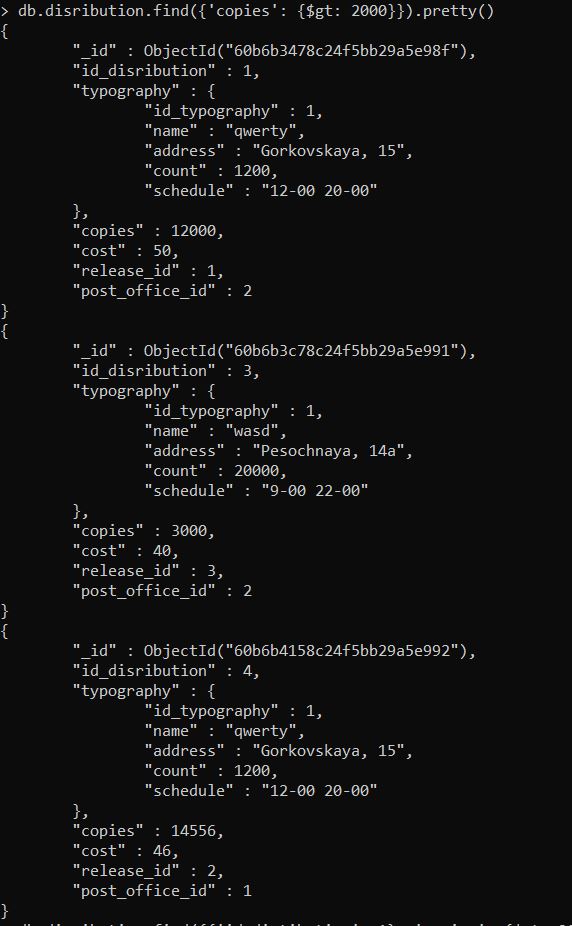 > db.disribution.find({'copies': {$gt: 2000}}).pretty()
{
        "_id" : ObjectId("60b6b3478c24f5bb29a5e98f"),
        "id_disribution" : 1,
        "typography" : {
                "id_typography" : 1,
                "name" : "qwerty",
                "address" : "Gorkovskaya, 15",
                "count" : 1200,
                "schedule" : "12-00 20-00"
        },
        "copies" : 12000,
        "cost" : 50,
        "release_id" : 1,
        "post_office_id" : 2
}
{
        "_id" : ObjectId("60b6b3c78c24f5bb29a5e991"),
        "id_disribution" : 3,
        "typography" : {
                "id_typography" : 1,
                "name" : "wasd",
                "address" : "Pesochnaya, 14a",
                "count" : 20000,
                "schedule" : "9-00 22-00"
        },
        "copies" : 3000,
        "cost" : 40,
        "release_id" : 3,
        "post_office_id" : 2
}
{
        "_id" : ObjectId("60b6b4158c24f5bb29a5e992"),
        "id_disribution" : 4,
        "typography" : {
                "id_typography" : 1,
                "name" : "qwerty",
                "address" : "Gorkovskaya, 15",
                "count" : 1200,
                "schedule" : "12-00 20-00"
        },
        "copies" : 14556,
        "cost" : 46,
        "release_id" : 2,
        "post_office_id" : 1
}